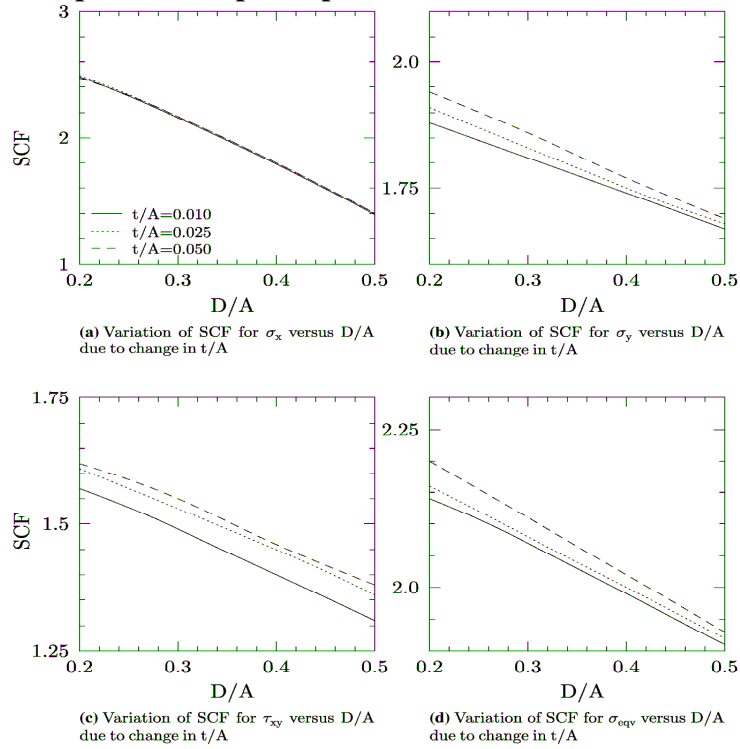 3
2
1
SCF
t/A=0.010
t/A=0.025
t/A=0.050
0.2 0.3 0.4 0.5
D/A
(a) Variation of SCF for σx versus D/A
due to change in t/A
2.0
1.75
0.2 0.3 0.4 0.5
D/A
(b) Variation of SCF for σy versus D/A
due to change in t/A
1.75
1.5
1.25
SCF
0.2 0.3 0.4 0.5
D/A
(c) Variation of SCF for τxy versus D/A
due to change in t/A
2.25
2.0
0.2 0.3 0.4 0.5
D/A
(d) Variation of SCF for σeqv versus D/A
due to change in t/A